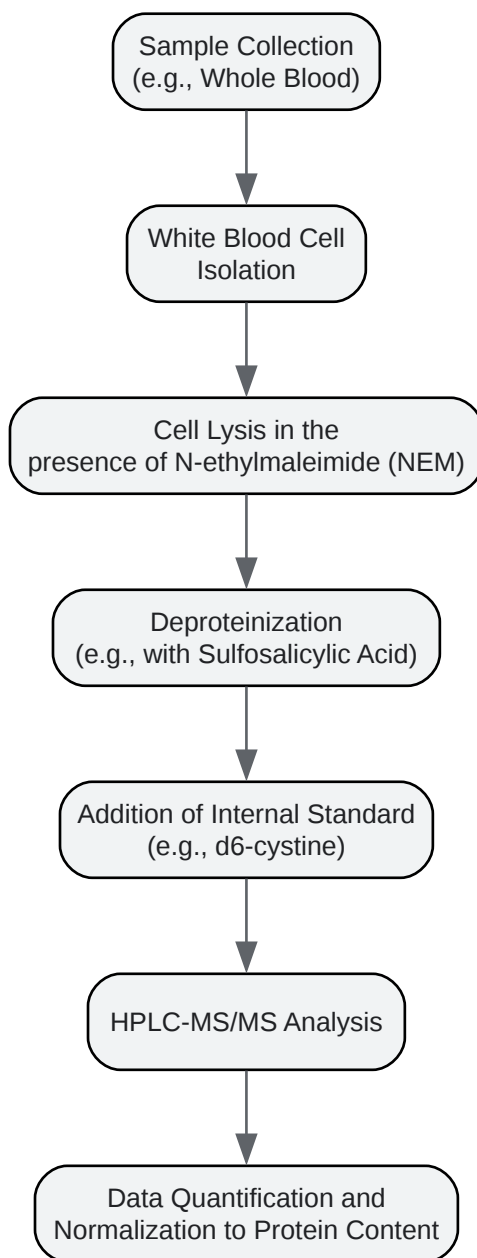 Sample Collection
(e.g., Whole Blood)
White Blood Cell
Isolation
Cell Lysis in the
presence of N-ethylmaleimide (NEM)
Deproteinization
(e.g., with Sulfosalicylic Acid)
Addition of Internal Standard
(e.g., d6-cystine)
HPLC-MS/MS Analysis
Data Quantification and
Normalization to Protein Content